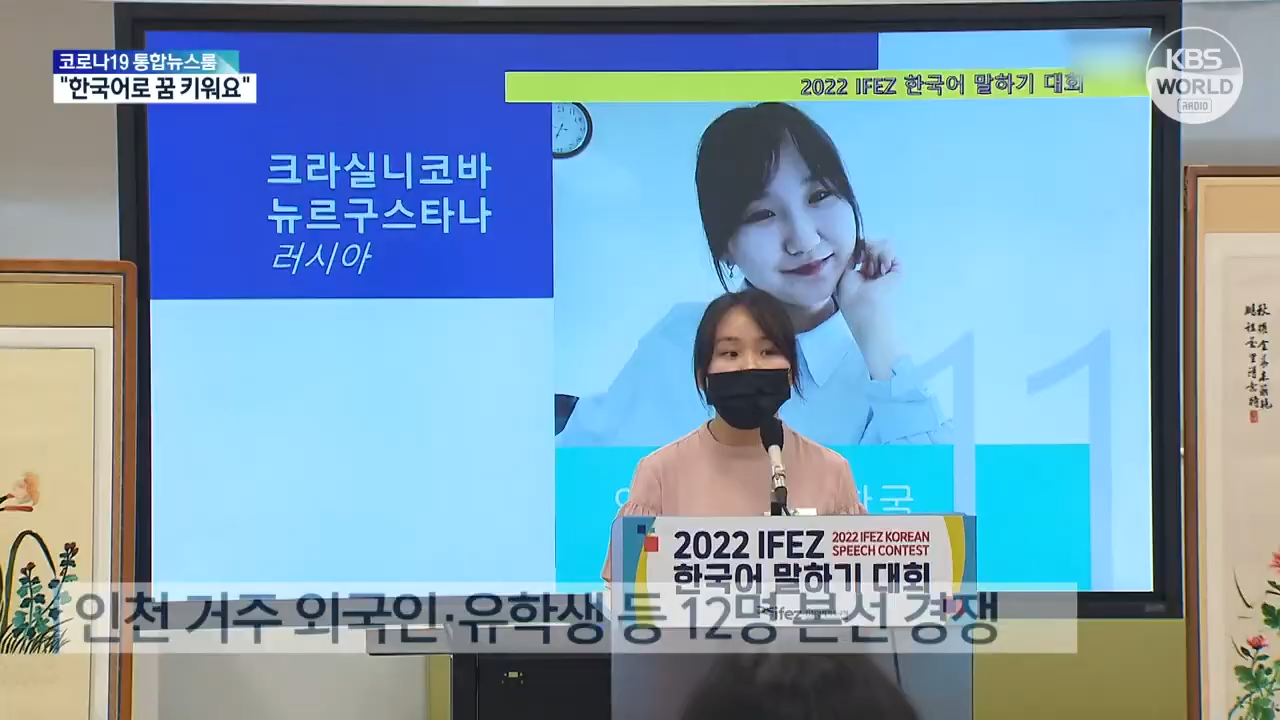 코로나19 통합뉴스룸
"한국어로 꿈 키워요"
KBS
WORLD
RADIO
2022 IFEZ 한국어 말하기 대회
크라실니코바
뉴르구스타나
러시아
11
2022 IFEZ
2022 IFEZ KOREAN
SPEECH CONTEST
한국어 말하기 대회
ifez
인천 거주 외국인·유학생 등 12명 본선 경쟁